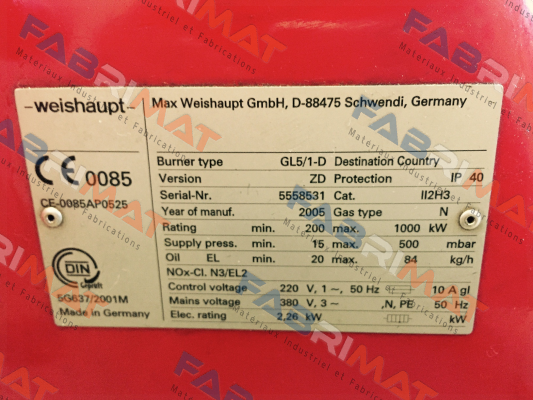 -weishaupt-
Max Weishaupt GmbH, D-88475 Schwendi, Germany
CE 0085
CE-0085AP0525
DIN
geprüft
5G637/2001M
Made in Germany
Burner type GL5/1-D Destination Country
Version ZD Protection IP 40
Serial-Nr. 5558531 Cat. II2H3
Year of manuf. 2005 Gas type N
Rating min. 200 max. 1000 kW
Supply press. min. 15 max. 500 mbar
Oil EL min. 20 max. 84 kg/h
NOx-Cl. N3/EL2
Control voltage 220 V, 1~, 50 Hz 10 A gl
Mains voltage 380 V, 3~ ,N, PE 50 Hz
Elec. rating 2,26 kW kW
FABRIMAT
Matériaux Industriel et Fabrications